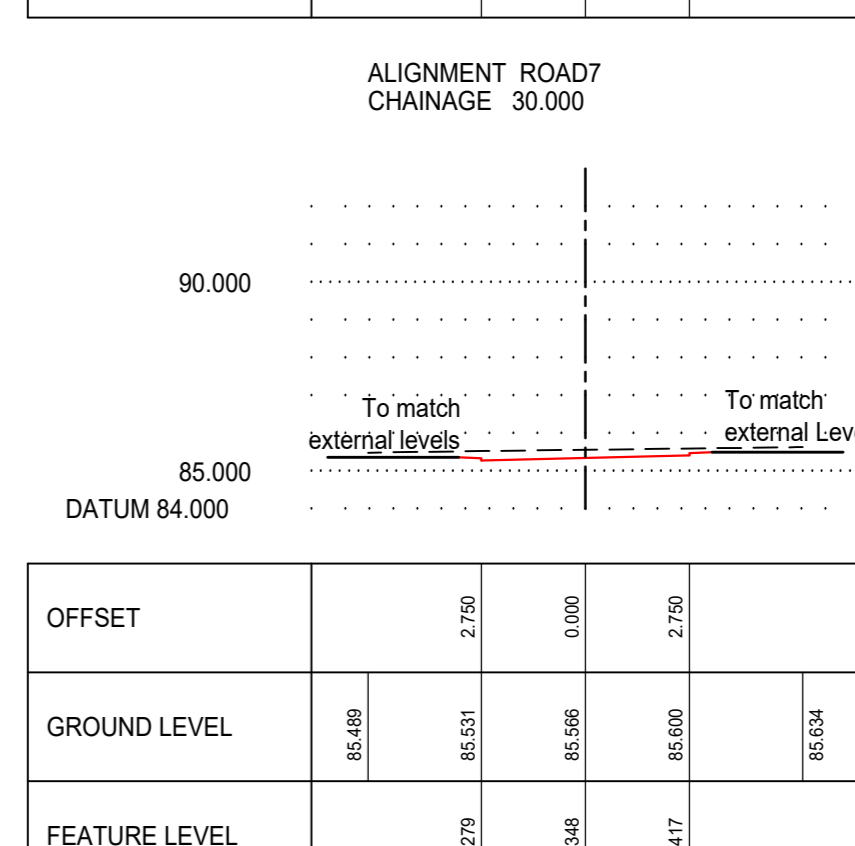 ALIGNMENT ROAD7
CHAINAGE 30.000
90.000
To match
external levels
To match
external
85.000
DATUM 84.000
OFFSET 2.750 0.000 2.750
GROUND LEVEL 85.489 85.531 85.566 85.600 85.634
FEATURE LEVEL 279 348 417